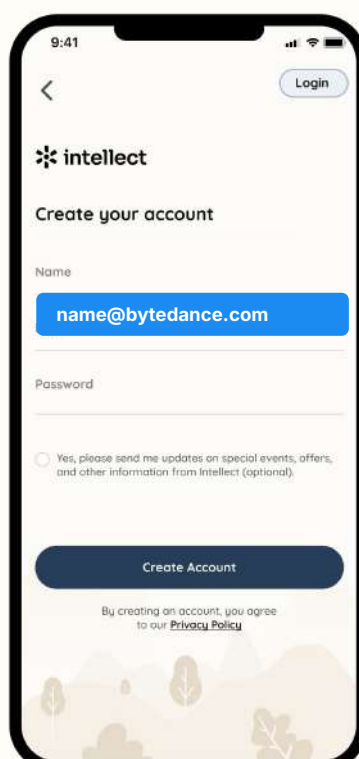 9:41
Login
intellect
Create your account
Name
name@bytedance.com
Password
Yes, please send me updates on special events, offers,
and other information from Intellect (optional).
Create Account
By creating an account, you agree
to our Privacy Policy